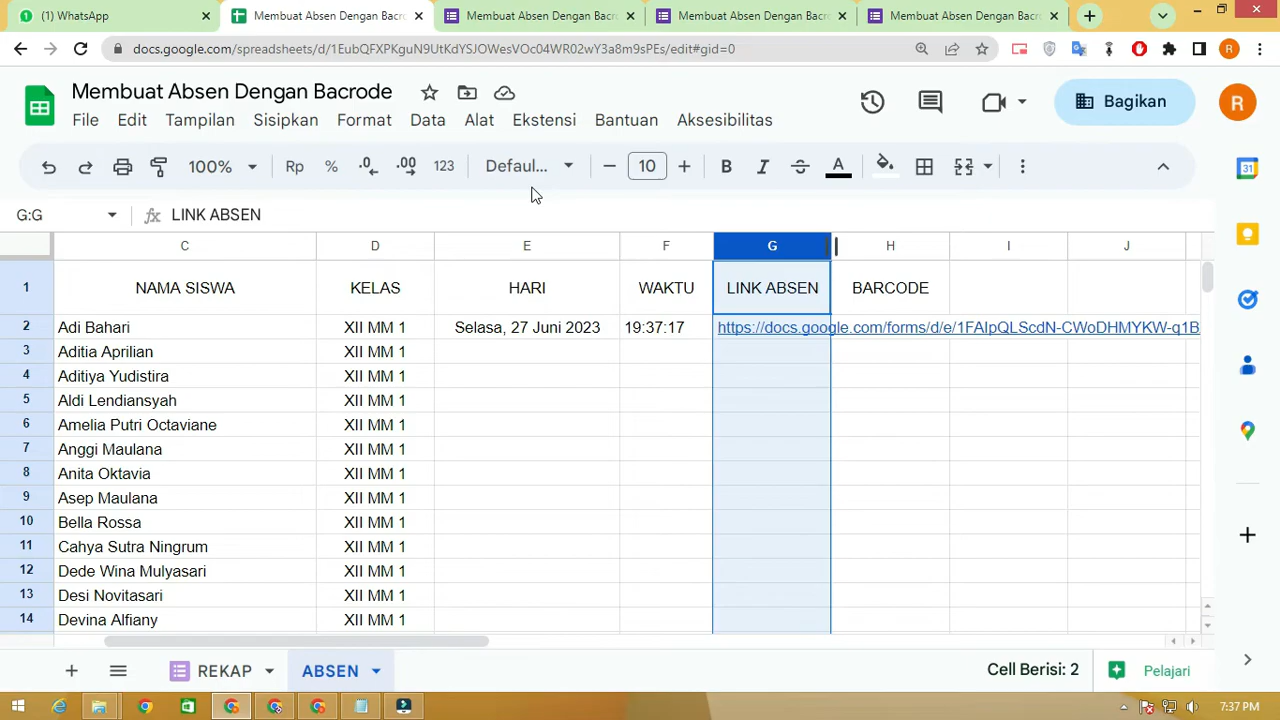 (1) WhatsApp
Membuat Absen Dengan Bacrc
Membuat Absen Dengan Bacrc
Membuat Absen Dengan Bacrc
Membuat Absen Dengan Bacrc
docs.google.com/spreadsheets/d/1EubQFXPKguN9UtKdYSJOWesVOc04WR02wY3a8m9sPEs/edit#gid=0
R
Membuat Absen Dengan Bacrode
Bagikan
R
File Edit Tampilan Sisipkan Format Data Alat Ekstensi Bantuan Aksesibilitas
100% Rp % .0 .00 123 Defaul... 10 B I A
31
G:G fx LINK ABSEN
C D E F G H I J
1 NAMA SISWA KELAS HARI WAKTU LINK ABSEN BARCODE
2 Adi Bahari XII MM 1 Selasa, 27 Juni 2023 19:37:17 https://docs.google.com/forms/d/e/1FAIpQLScdN-CWoDHMYKW-q1B
3 Aditia Aprilian XII MM 1
4 Aditiya Yudistira XII MM 1
5 Aldi Lendiansyah XII MM 1
6 Amelia Putri Octaviane XII MM 1
7 Anggi Maulana XII MM 1
8 Anita Oktavia XII MM 1
9 Asep Maulana XII MM 1
10 Bella Rossa XII MM 1
11 Cahya Sutra Ningrum XII MM 1
12 Dede Wina Mulyasari XII MM 1
13 Desi Novitasari XII MM 1
14 Devina Alfiany XII MM 1
REKAP ABSEN Cell Berisi: 2 Pelajari
7:37 PM